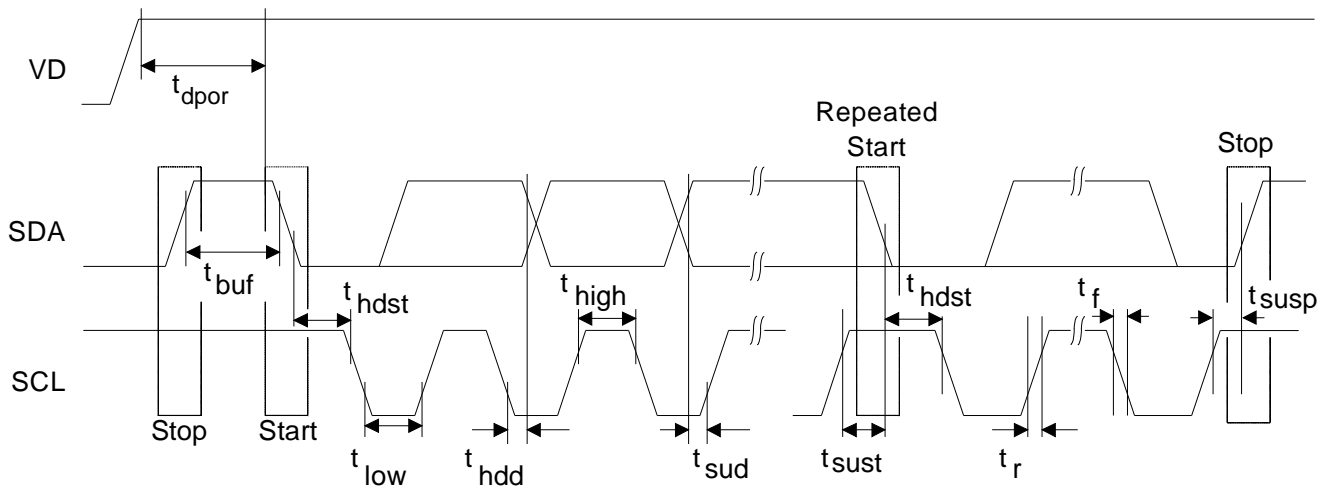 VD
t dpor
Repeated
Start
Stop
SDA
t buf
t hdst
t high
t hdst
t f
t susp
SCL
Stop
Start
t low
t hdd
t sud
t sust
t r